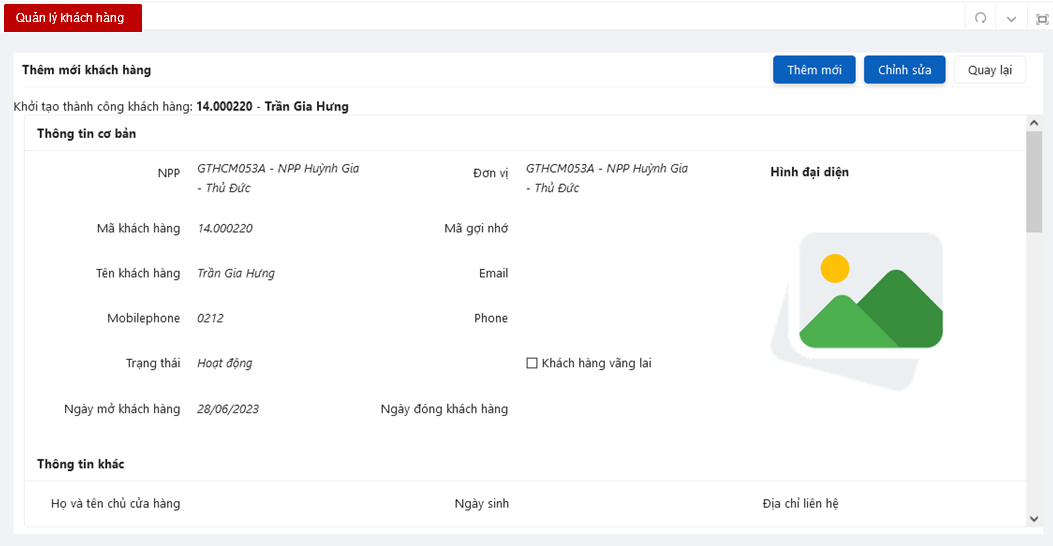 Quản lý khách hàng
Thêm mới khách hàng
Thêm mới
Chỉnh sửa
Quay lại
Khởi tạo thành công khách hàng: 14.000220 - Trần Gia Hưng
Thông tin cơ bản
NPP
GTHCM053A - NPP Huỳnh Gia
- Thủ Đức
Đơn vị
GTHCM053A - NPP Huỳnh Gia
- Thủ Đức
Hình đại diện
Mã khách hàng
14.000220
Mã gợi nhớ
Tên khách hàng
Trần Gia Hưng
Email
Mobilephone
0212
Phone
Trạng thái
Hoạt động
Khách hàng vãng lai
Ngày mở khách hàng
28/06/2023
Ngày đóng khách hàng
Thông tin khác
Họ và tên chủ cửa hàng
Ngày sinh
Địa chỉ liên hệ